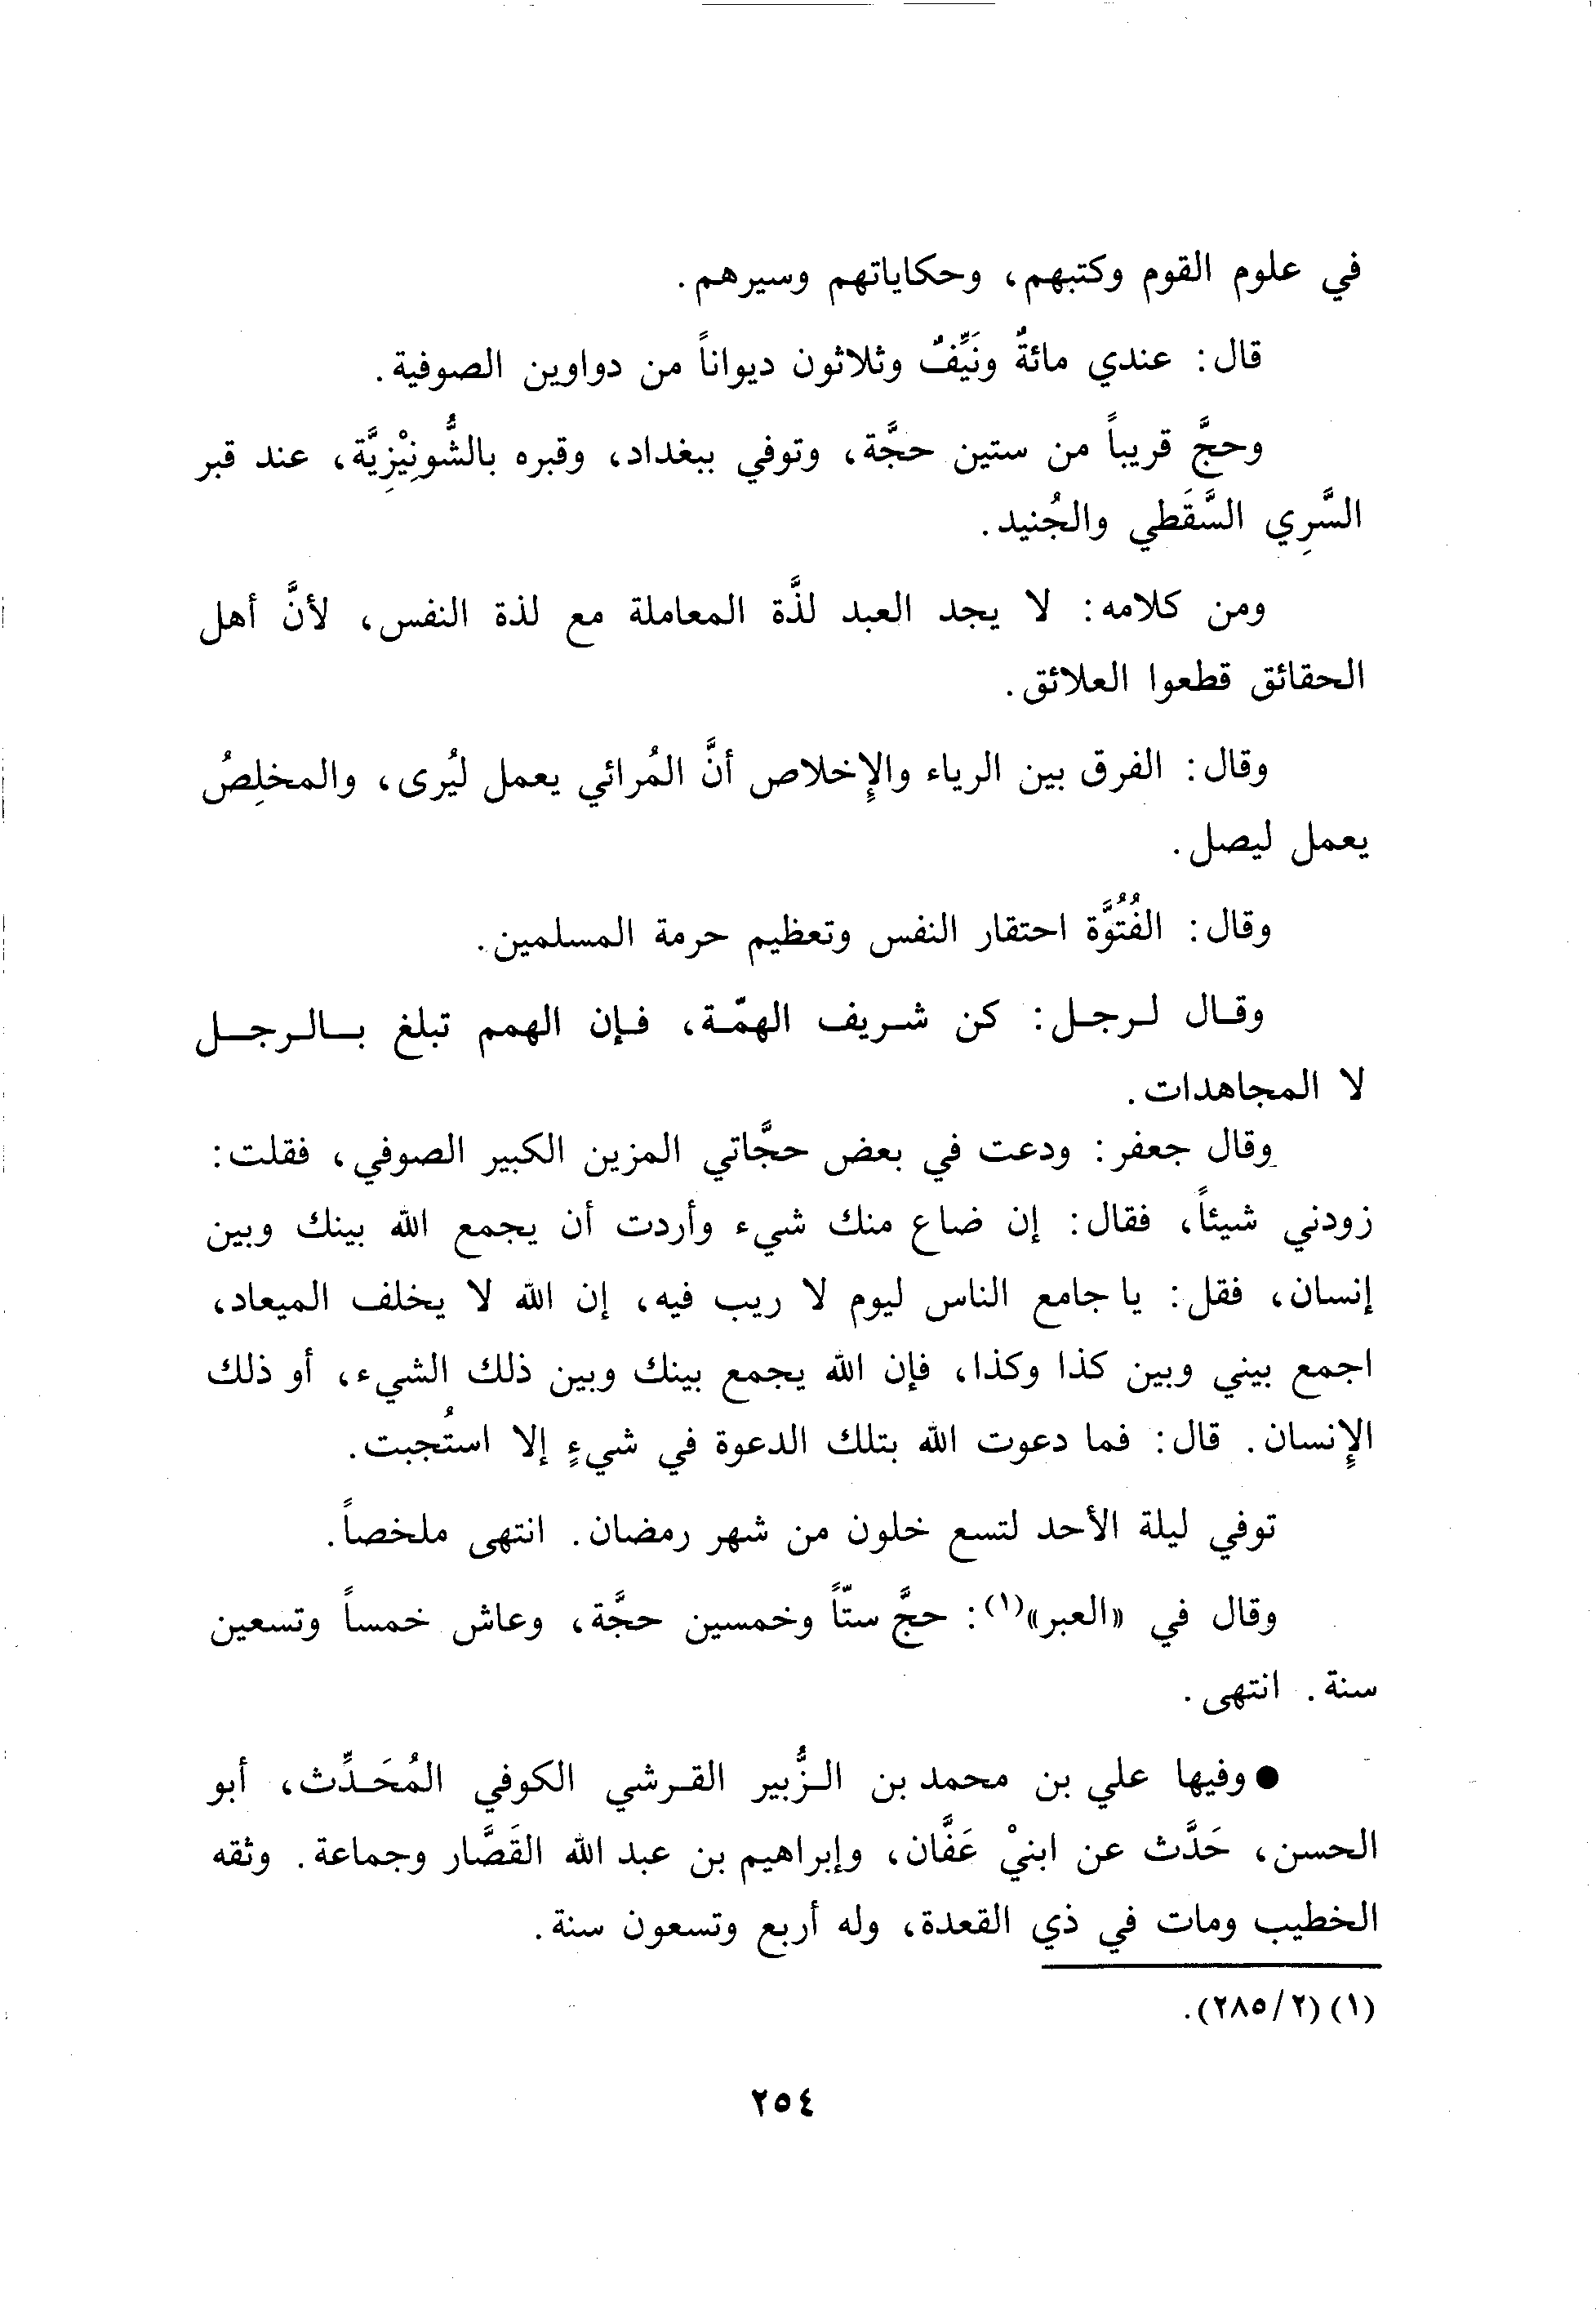 في علوم القوم وكتبهم، وحكاياتهم وسيرهم.
قال: عندي مائةٌ ونَيِّفٌ وثلاثون ديواناً من دواوين الصوفية.
وحجَّ قريباً من ستين حجَّة، وتوفي ببغداد، وقبره بالشُّونِيْزِيَّة، عند قبر
السَّرِي السَّقَطي والجُنيد.
ومن كلامه: لا يجد العبد لذَّة المعاملة مع لذة النفس، لأنَّ أهل
الحقائق قطعوا العلائق.
وقال: الفرق بين الرياء والإِخلاص أنَّ المُرائي يعمل ليُرى، والمخلِصُ
يعمل ليصل.
وقال: الفُتُوَّة احتقار النفس وتعظيم حرمة المسلمين.
وقال لرجل: كن شريف الهمّة، فإن الهمم تبلغ بالرجل
لا المجاهدات.
وقال جعفر: ودعت في بعض حجَّاتي المزين الكبير الصوفي، فقلت:
زودني شيئاً، فقال: إن ضاع منك شيء وأردت أن يجمع الله بينك وبين
إنسان، فقل: يا جامع الناس ليوم لا ريب فيه، إن الله لا يخلف الميعاد،
اجمع بيني وبين كذا وكذا، فإن الله يجمع بينك وبين ذلك الشيء، أو ذلك
الإِنسان. قال: فما دعوت الله بتلك الدعوة في شيءٍ إلا استُجبت.
توفي ليلة الأحد لتسع خلون من شهر رمضان. انتهى ملخصاً.
وقال في «العبر»(١): حجَّ ستّاً وخمسين حجَّة، وعاش خمساً وتسعين
سنة. انتهى.
● وفيها علي بن محمد بن الزُّبير القرشي الكوفي المُحَدِّث، أبو
الحسن، حَدَّث عن ابنيْ عَفَّان، وإبراهيم بن عبد الله القَصَّار وجماعة. وثقه
الخطيب ومات في ذي القعدة، وله أربع وتسعون سنة.
(١) (٢/٢٨٥).
٢٥٤